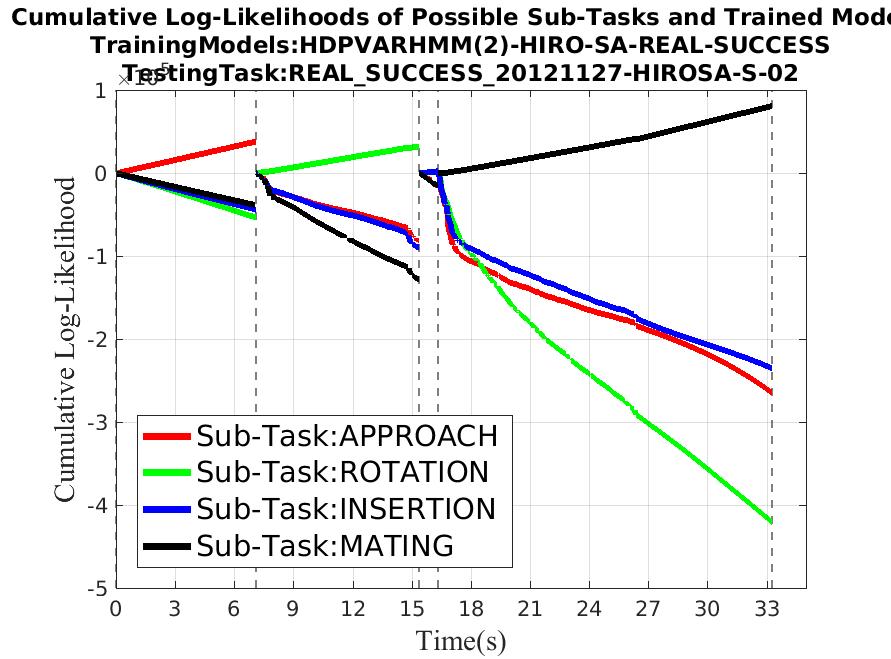 Cumulative Log-Likelihoods of Possible Sub-Tasks and Trained Mode
TrainingModels:HDPVARHMM(2)-HIRO-SA-REAL-SUCCESS
TestingTask:REAL_SUCCESS_20121127-HIROSA-S-02
×10^5
1
0
-1
-2
-3
-4
-5
Cumulative Log-Likelihood
Sub-Task:APPROACH
Sub-Task:ROTATION
Sub-Task:INSERTION
Sub-Task:MATING
0 3 6 9 12 15 18 21 24 27 30 33
Time(s)